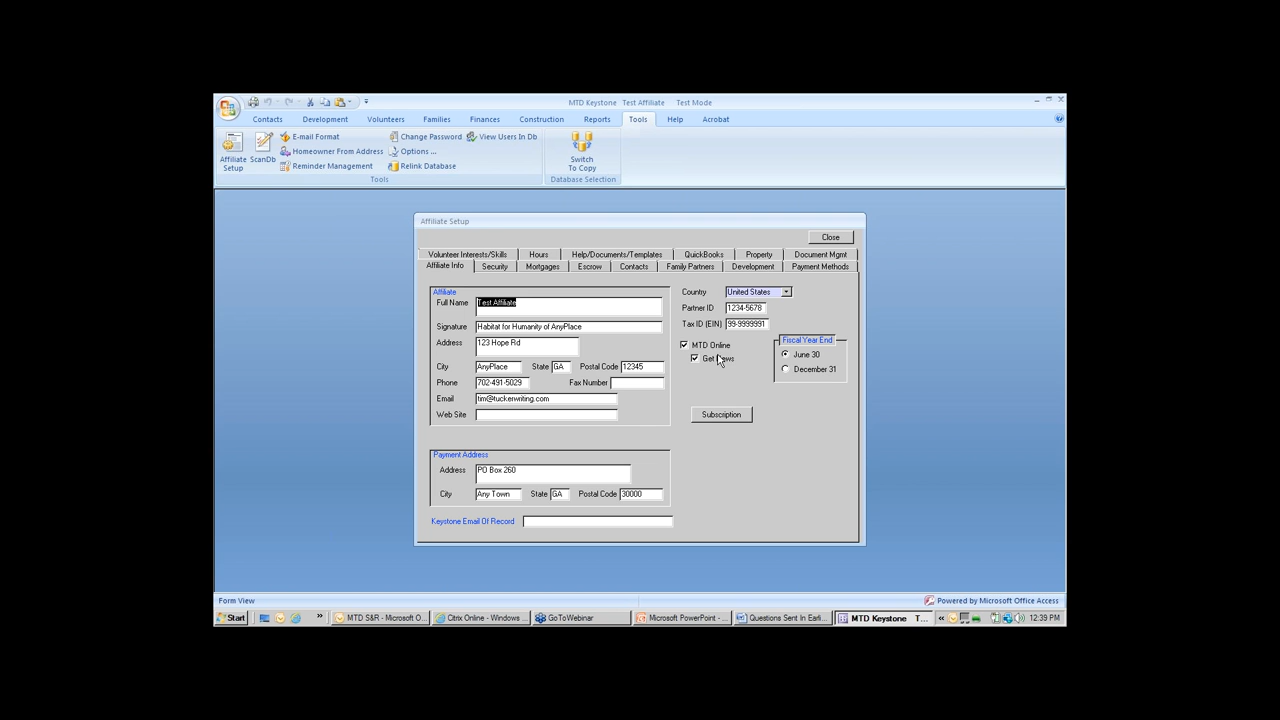 MTD Keystone Test Affiliate Test Mode
Contacts Development Volunteers Families Finances Construction Reports Tools Help Acrobat
Affiliate Setup
ScanDb
E-mail Format
Homeowner From Address
Reminder Management
Change Password
Options ...
Relink Database
View Users In Db
Switch To Copy
Tools
Database Selection
Affiliate Setup
Close
Volunteer Interests/Skills Hours Help/Documents/Templates QuickBooks Property Document Mgmt
Affiliate Info Security Mortgages Escrow Contacts Family Partners Development Payment Methods
Affiliate
Full Name Test Affiliate
Signature Habitat for Humanity of AnyPlace
Address 123 Hope Rd
City AnyPlace State GA Postal Code 12345
Phone 702-491-5029 Fax Number
Email tim@tuckerwriting.com
Web Site
Country United States
Partner ID 1234-5678
Tax ID (EIN) 99-9999991
MTD Online
Get
Fiscal Year End
June 30
December 31
Subscription
Payment Address
Address PO Box 260
City Any Town State GA Postal Code 30000
Keystone Email Of Record
Form View
Powered by Microsoft Office Access
Start » MTD S&R - Microsoft O... Citrix Online - Windows ... GoToWebinar Microsoft PowerPoint - ... Questions Sent In Earli... MTD Keystone T... « 12:39 PM